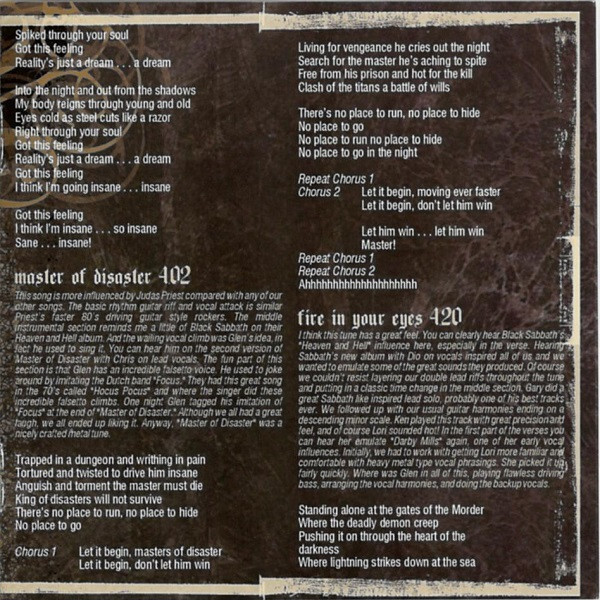 Spiked through your soul
Got this feeling
Reality's just a dream . . . a dream
Into the night and out from the shadows
My body reigns through young and old
Eyes cold as steel cuts like a razor
Right through your soul
Got this feeling
Reality's just a dream . . . a dream
Got this feeling
I think I'm going insane . . . insane
Got this feeling
I think I'm insane . . . so insane
Sane . . . insane!
master of disaster 4:02
This song is more influenced by Judas Priest compared with any of our
other songs. The basic rhythm guitar riff and vocal attack is similar
Priest's faster 80's driving guitar style rockers. The middle
instrumental section reminds me a little of Black Sabbath on their
Heaven and Hell album. And the wailing vocal climb was Glen's idea, in
fact he used to sing it. You can hear him on the second version of
Master of Disaster with Chris on lead vocals. The fun part of this
section is that Glen has an incredible falsetto voice. He used to joke
around by imitating the Dutch band "Focus." They had this great song
in the 70's called "Hocus Pocus" and where the singer did these
incredible falsetto climbs. One night Glen tagged his imitation of
"Focus" at the end of "Master of Disaster." Although we all had a great
laugh, we all ended up liking it. Anyway, "Master of Disaster" was a
nicely crafted metal tune.
Trapped in a dungeon and writhing in pain
Tortured and twisted to drive him insane
Anguish and torment the master must die
King of disasters will not survive
There's no place to run, no place to hide
No place to go
Chorus 1 Let it begin, masters of disaster
Let it begin, don't let him win
Living for vengeance he cries out the night
Search for the master he's aching to spite
Free from his prison and hot for the kill
Clash of the titans a battle of wills
There's no place to run, no place to hide
No place to go
No place to run no place to hide
No place to go in the night
Repeat Chorus 1
Chorus 2 Let it begin, moving ever faster
Let it begin, don't let him win
Let him win . . . let him win
Master!
Repeat Chorus 1
Repeat Chorus 2
Ahhhhhhhhhhhhhhhhhhh
fire in your eyes 4:20
I think this tune has a great feel. You can clearly hear Black Sabbath's
"Heaven and Hell" influence here, especially in the verse. Hearing
Sabbath's new album with Dio on vocals inspired all of us and we
wanted to emulate some of the great sounds they produced. Of course
we couldn't resist layering our double lead riffs throughout the tune
and putting in a classic time change in the middle section. Gary did a
great Sabbath like inspired lead solo, probably one of his best tracks
ever. We followed up with our usual guitar harmonies ending on a
descending minor scale. Ken played this track with great precision and
feel, and of course Lori sounded hot! In the first part of the verses you
can hear her emulate "Darby Mills" again, one of her early vocal
influences. Initially, we had to work with getting Lori more familiar and
comfortable with heavy metal type vocal phrasings. She picked it up
fairly quickly. Where was Glen in all of this, playing flawless driving
bass, arranging the vocal harmonies, and doing the backup vocals.
Standing alone at the gates of the Morder
Where the deadly demon creep
Pushing it on through the heart of the
darkness
Where lightning strikes down at the sea